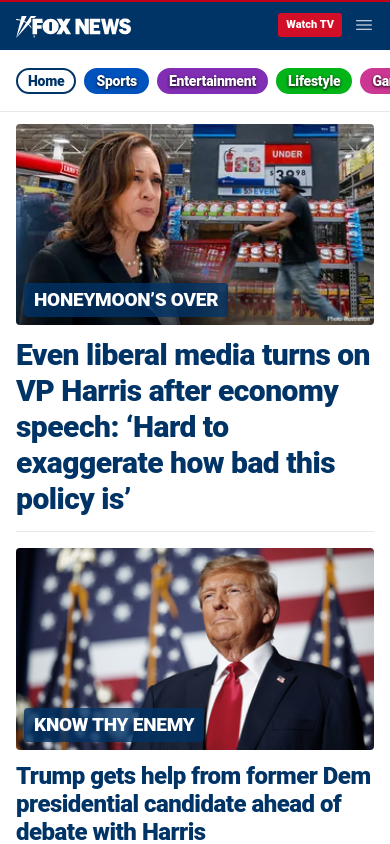 FOX NEWS
Watch TV
Home
Sports
Entertainment
Lifestyle
Ga
UNDER
98
EVER
HONEYMOON’S OVER
Photo Illustration
Even liberal media turns on
VP Harris after economy
speech: ‘Hard to
exaggerate how bad this
policy is’
KNOW THY ENEMY
Trump gets help from former Dem
presidential candidate ahead of
debate with Harris